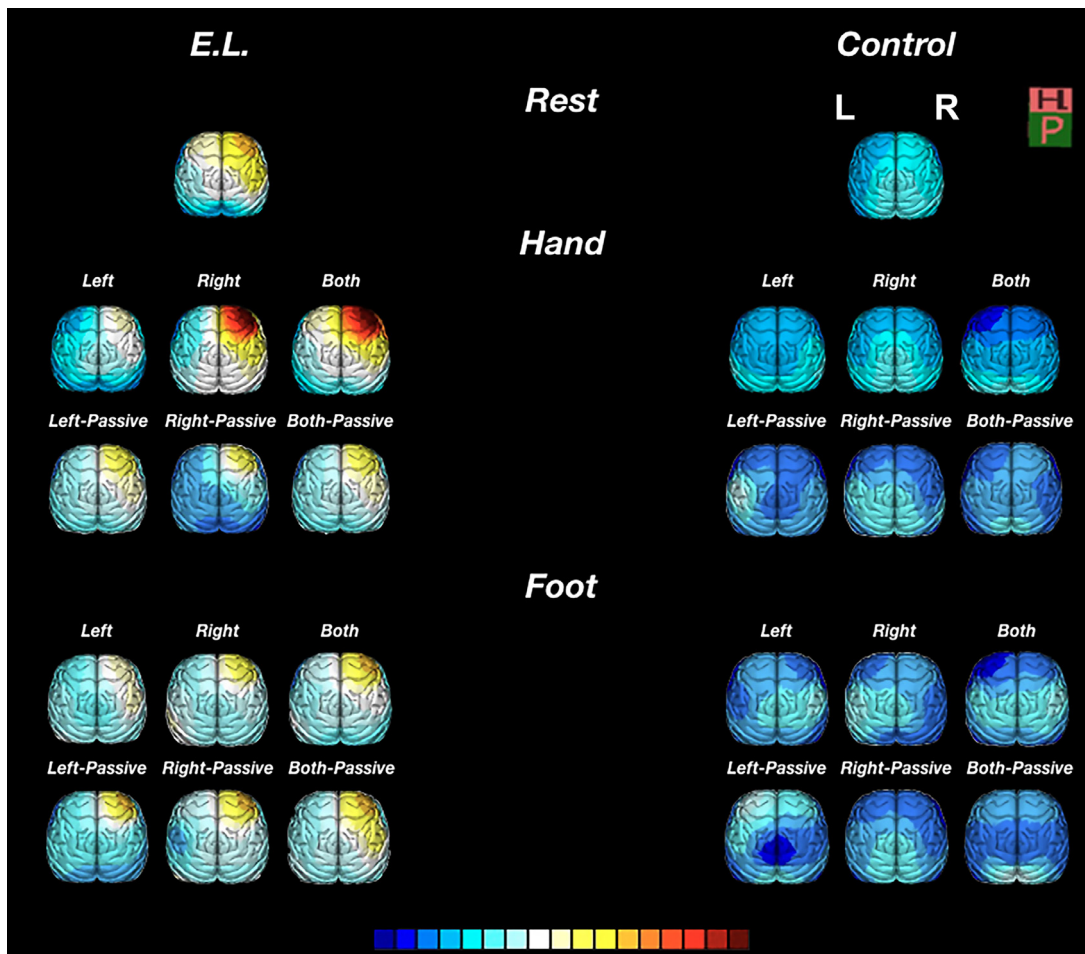 E.L.
Control
Rest
L R
H
P
Hand
Left Right Both
Left Right Both
Left-Passive Right-Passive Both-Passive
Left-Passive Right-Passive Both-Passive
Foot
Left Right Both
Left Right Both
Left-Passive Right-Passive Both-Passive
Left-Passive Right-Passive Both-Passive